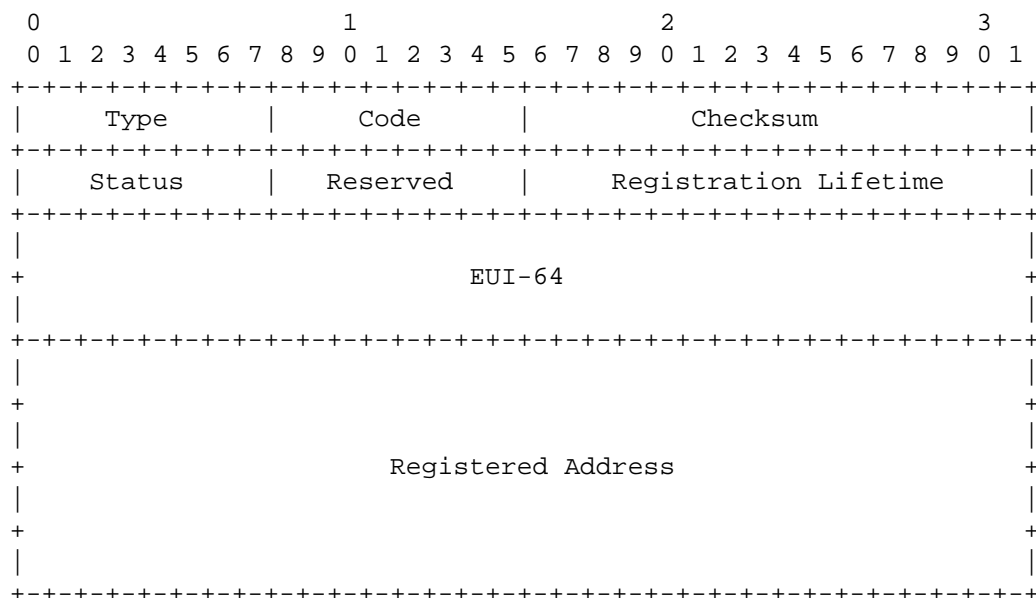 0                   1                   2                   3
 0 1 2 3 4 5 6 7 8 9 0 1 2 3 4 5 6 7 8 9 0 1 2 3 4 5 6 7 8 9 0 1
+-+-+-+-+-+-+-+-+-+-+-+-+-+-+-+-+-+-+-+-+-+-+-+-+-+-+-+-+-+-+-+-+
|     Type      |     Code      |          Checksum             |
+-+-+-+-+-+-+-+-+-+-+-+-+-+-+-+-+-+-+-+-+-+-+-+-+-+-+-+-+-+-+-+-+
|    Status     |   Reserved    |     Registration Lifetime     |
+-+-+-+-+-+-+-+-+-+-+-+-+-+-+-+-+-+-+-+-+-+-+-+-+-+-+-+-+-+-+-+-+
|                                                               |
+                            EUI-64                             +
|                                                               |
+-+-+-+-+-+-+-+-+-+-+-+-+-+-+-+-+-+-+-+-+-+-+-+-+-+-+-+-+-+-+-+-+
|                                                               |
+                                                               +
|                                                               |
+                       Registered Address                      +
|                                                               |
+                                                               +
|                                                               |
+-+-+-+-+-+-+-+-+-+-+-+-+-+-+-+-+-+-+-+-+-+-+-+-+-+-+-+-+-+-+-+-+